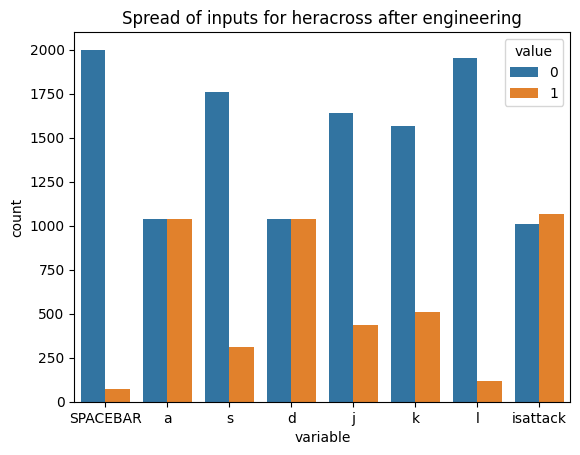 Spread of inputs for heracross after engineering
value
0
1
2000
1750
1500
1250
1000
750
500
250
0
count
SPACEBAR a s d j k l isattack
variable